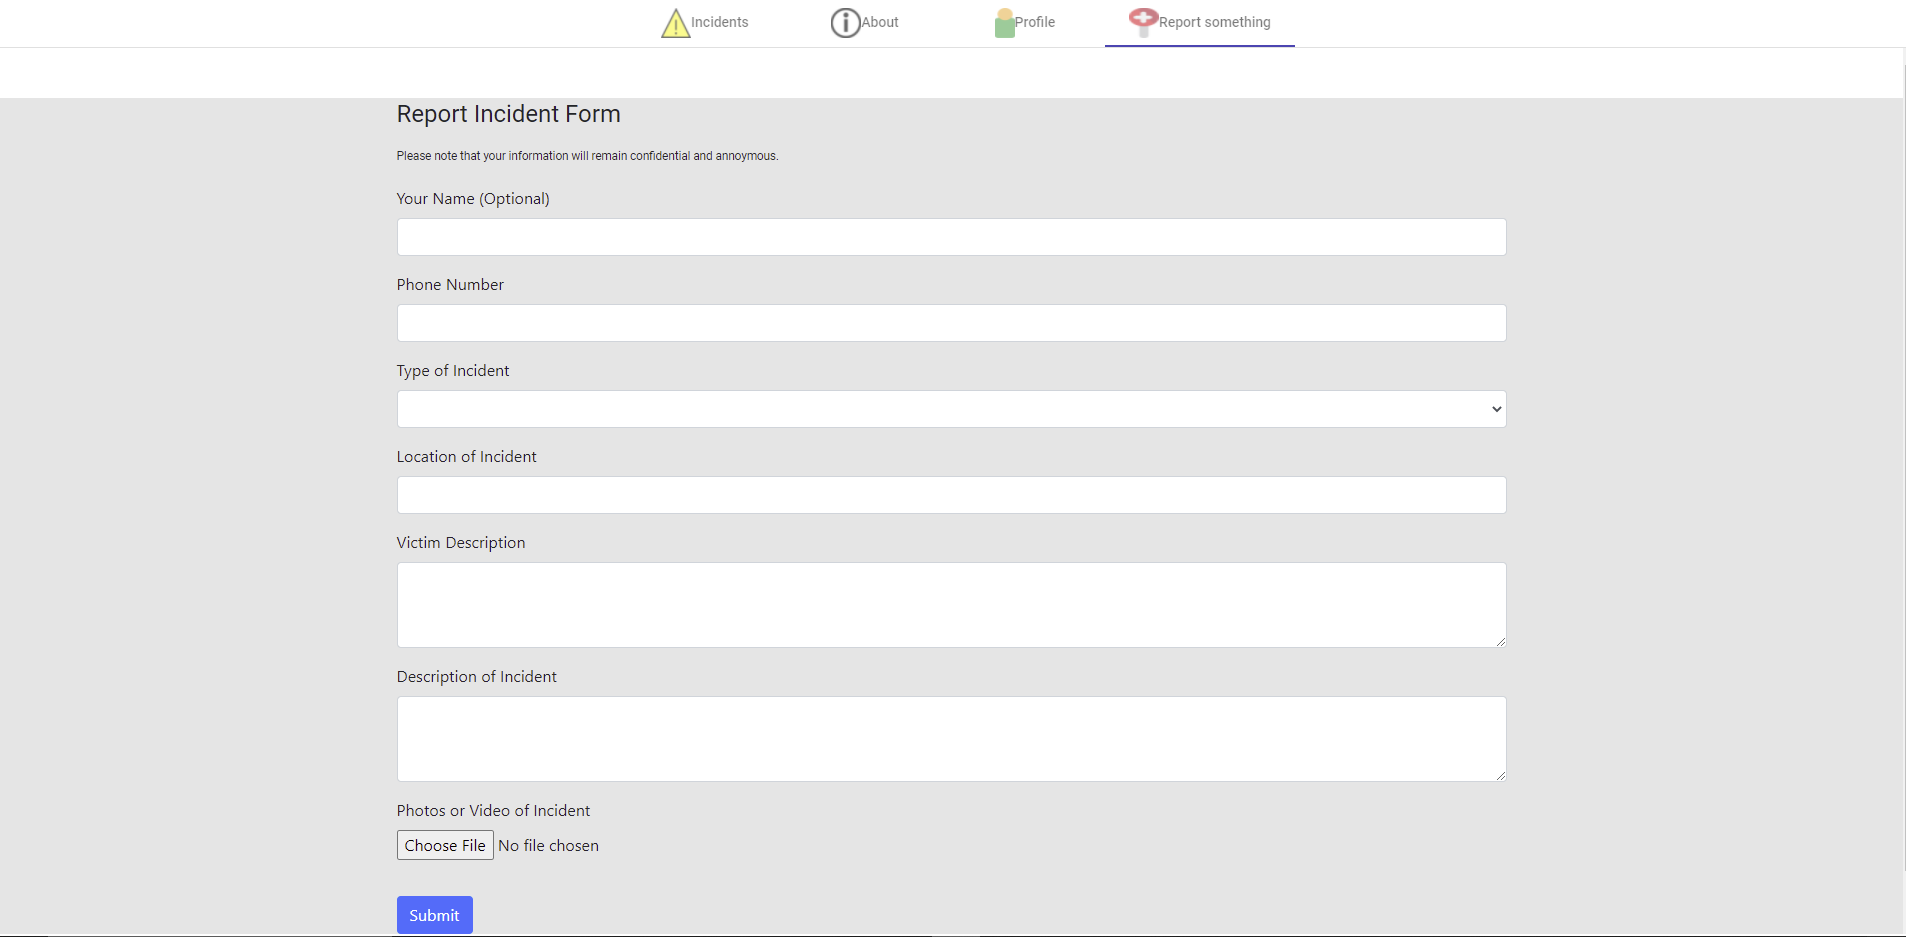 Incidents About Profile Report something
Report Incident Form
Please note that your information will remain confidential and annoymous.
Your Name (Optional)
Phone Number
Type of Incident
Location of Incident
Victim Description
Description of Incident
Photos or Video of Incident
Choose File No file chosen
Submit